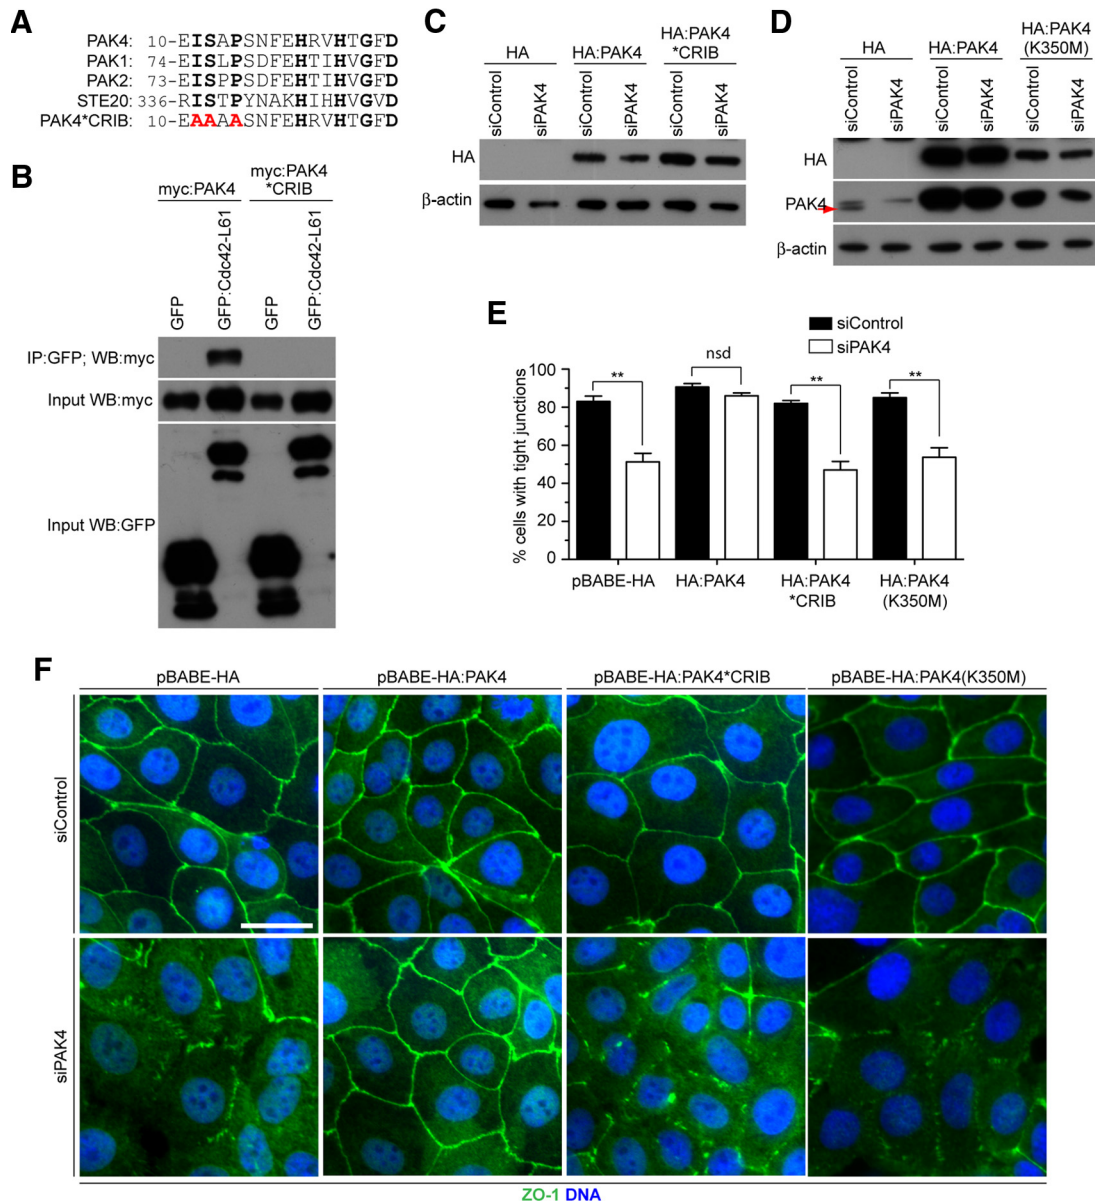 A
PAK4: 10-EISAPSNFEHRVHTGFD
PAK1: 74-EISLPSDFEHTIHVGFD
PAK2: 73-EISPPSDFEHTIHVGFD
STE20: 336-RISTPYNAKHIHHVGVD
PAK4*CRIB: 10-EAAAASNFEHRVHTGFD
B
myc:PAK4
myc:PAK4
*CRIB
GFP
GFP:Cdc42-L61
GFP
GFP:Cdc42-L61
IP:GFP; WB:myc
Input WB:myc
Input WB:GFP
C
HA
HA:PAK4
HA:PAK4
*CRIB
siControl
siPAK4
siControl
siPAK4
siControl
siPAK4
HA
β-actin
D
HA
HA:PAK4
HA:PAK4
(K350M)
siControl
siPAK4
siControl
siPAK4
siControl
siPAK4
HA
PAK4
β-actin
E
siControl
siPAK4
% cells with tight junctions
100
80
60
40
20
0
**
nsd
**
**
pBABE-HA
HA:PAK4
HA:PAK4
*CRIB
HA:PAK4
(K350M)
F
pBABE-HA
pBABE-HA:PAK4
pBABE-HA:PAK4*CRIB
pBABE-HA:PAK4(K350M)
siControl
siPAK4
ZO-1 DNA